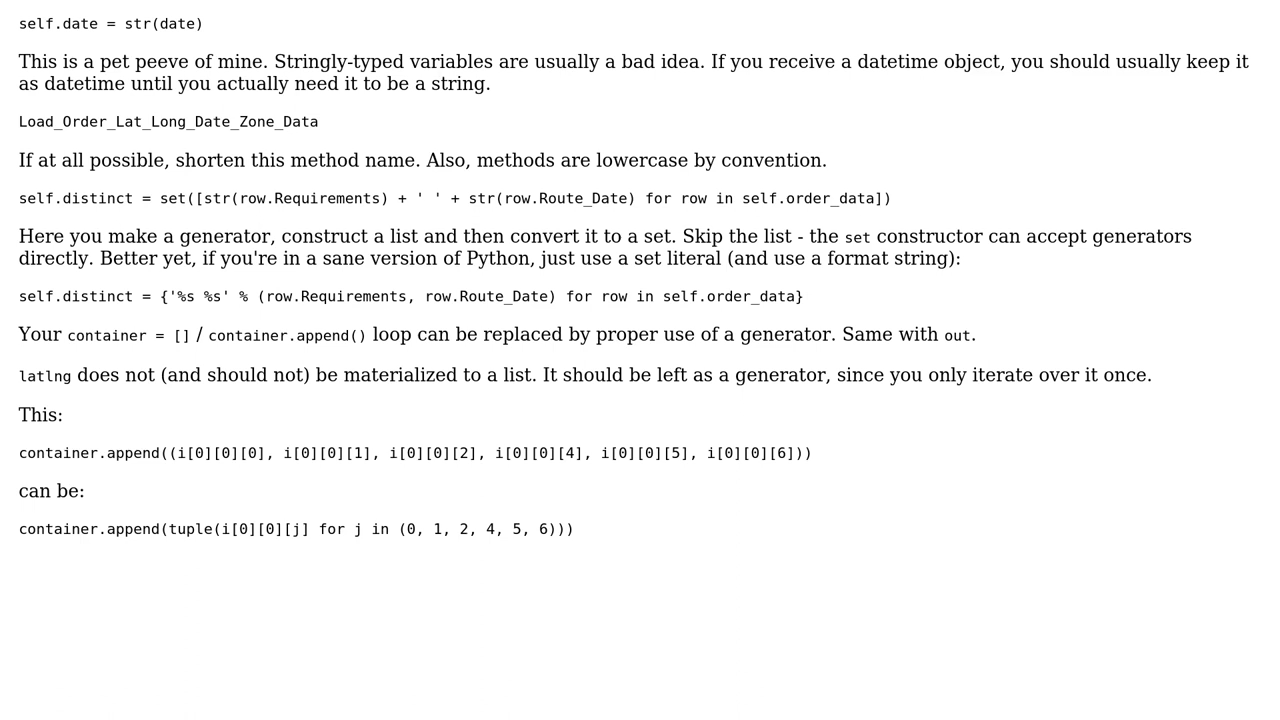 self.date = str(date)
This is a pet peeve of mine. Stringly-typed variables are usually a bad idea. If you receive a datetime object, you should usually keep it
as datetime until you actually need it to be a string.
Load_Order_Lat_Long_Date_Zone_Data
If at all possible, shorten this method name. Also, methods are lowercase by convention.
self.distinct = set([str(row.Requirements) + ' ' + str(row.Route_Date) for row in self.order_data])
Here you make a generator, construct a list and then convert it to a set. Skip the list - the set constructor can accept generators
directly. Better yet, if you're in a sane version of Python, just use a set literal (and use a format string):
self.distinct = {'%s %s' % (row.Requirements, row.Route_Date) for row in self.order_data}
Your container = [] / container.append() loop can be replaced by proper use of a generator. Same with out.
latlng does not (and should not) be materialized to a list. It should be left as a generator, since you only iterate over it once.
This:
container.append((i[0][0][0], i[0][0][1], i[0][0][2], i[0][0][4], i[0][0][5], i[0][0][6]))
can be:
container.append(tuple(i[0][0][j] for j in (0, 1, 2, 4, 5, 6)))